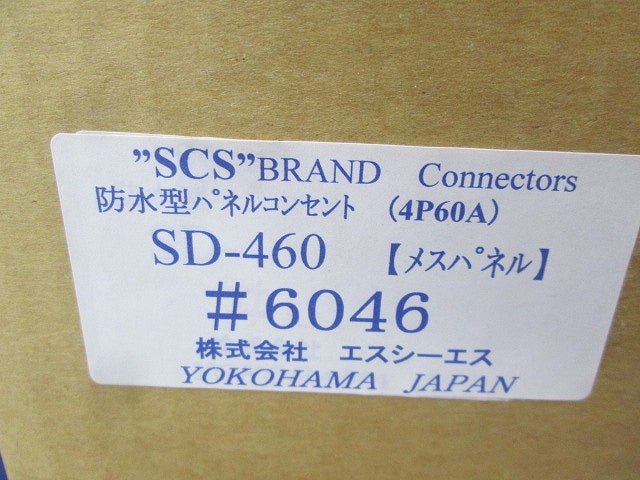 ”SCS”BRAND Connectors
防水型ﾊﾟﾈﾙコンセント （4P60A）
SD-460 【メスﾊﾟﾈﾙ】
＃6046
株式会社 エスシーエス
YOKOHAMA JAPAN